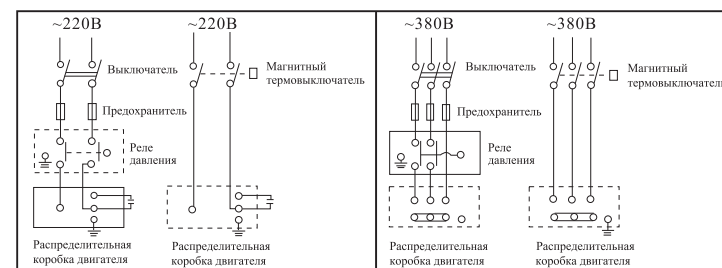 ~220В
~220В
Выключатель
Магнитный
термовыключатель
Предохранитель
Реле
давления
Распределительная
коробка двигателя
Распределительная
коробка двигателя
~380В
~380В
Выключатель
Магнитный
термовыключатель
Предохранитель
Реле
давления
Распределительная
коробка двигателя
Распределительная
коробка двигателя